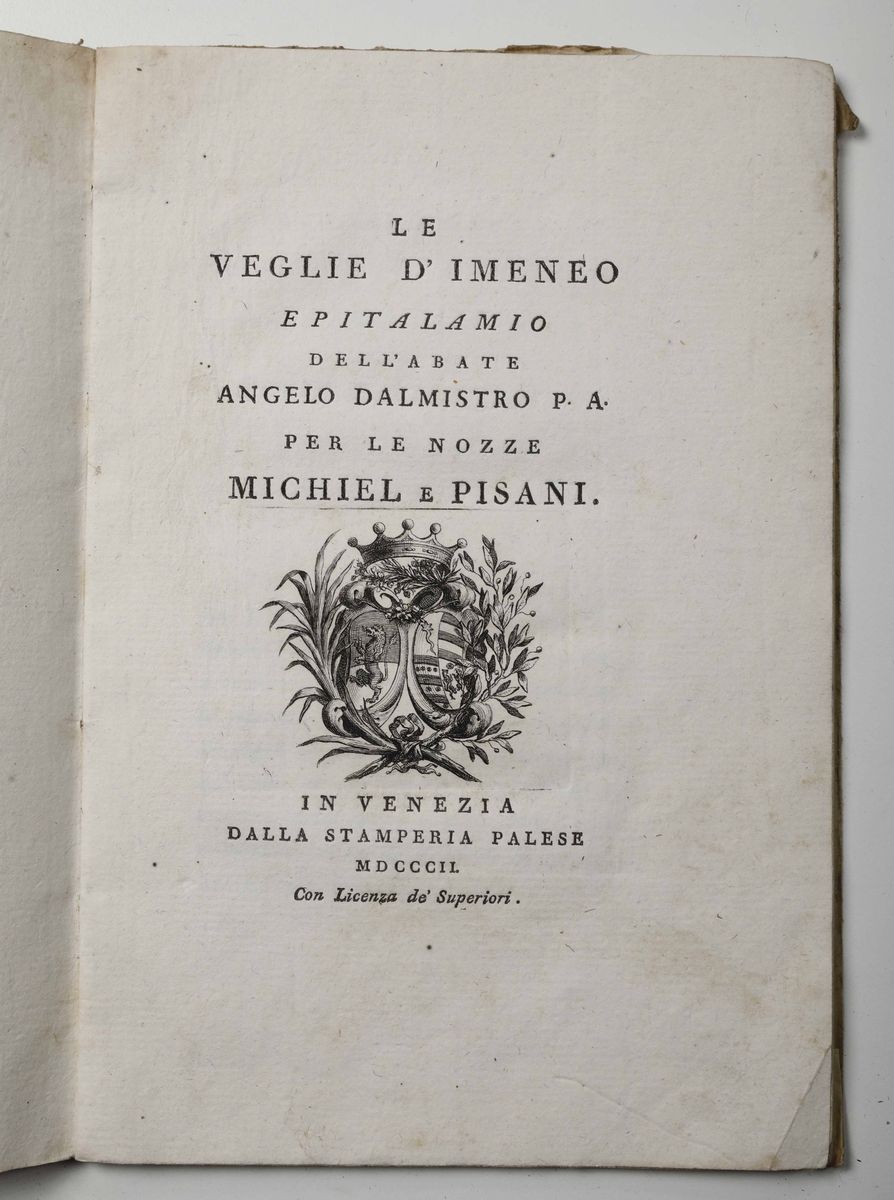 LE
VEGLIE D' IMENEO
EPITALAMIO
DELL'ABATE
ANGELO DALMISTRO P. A.
PER LE NOZZE
MICHIEL E PISANI.
IN VENEZIA
DALLA STAMPERIA PALESE
MDCCCII.
Con Licenza de' Superiori.